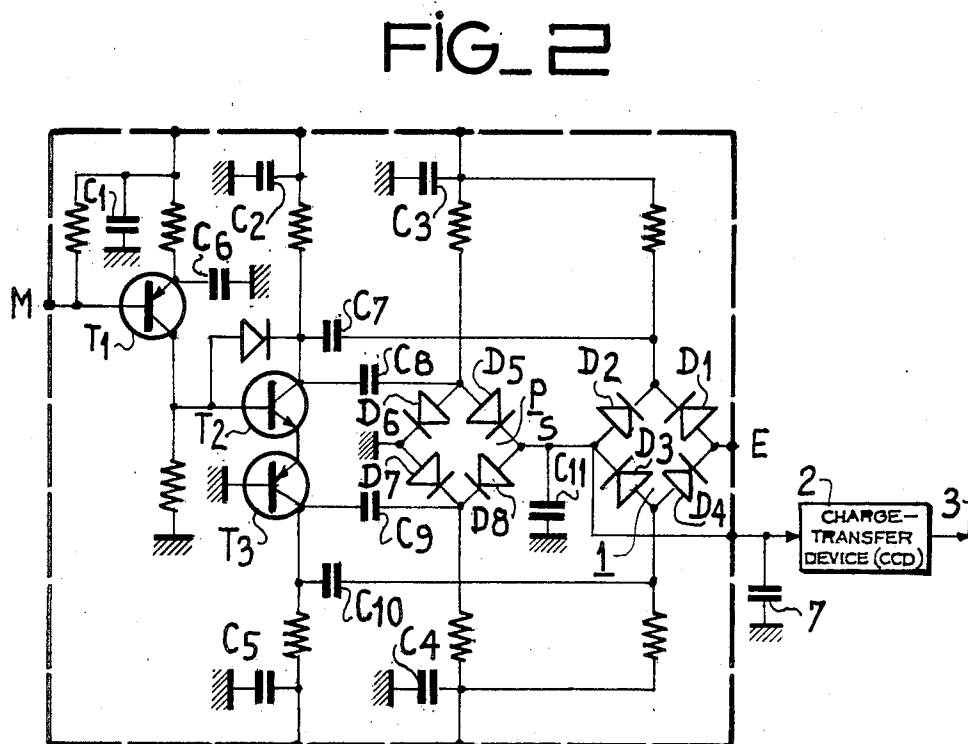 FIG_2
C1
C2
C3
C6
M
T1
C7
C8
D5
D2
D1
D6
P
S
E
T2
D7
D3
C11
D8
D4
2
3
T3
C9
1
CHARGE-
TRANSFER
DEVICE (CCD)
C10
7
C5
C4